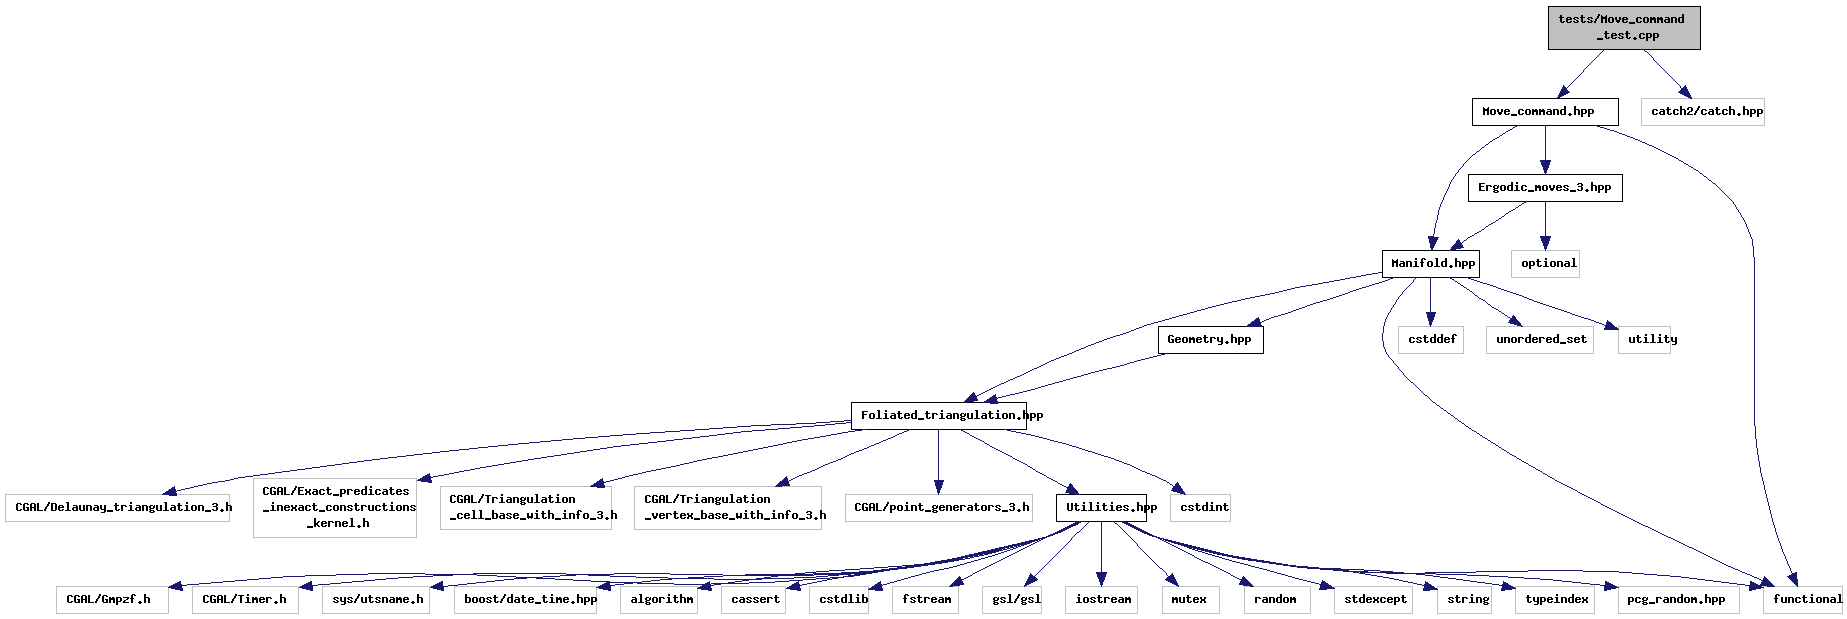 tests/Move_command
_test.cpp
Move_command.hpp
catch2/catch.hpp
Ergodic_moves_3.hpp
Manifold.hpp
optional
Geometry.hpp
cstddef
unordered_set
utility
Foliated_triangulation.hpp
CGAL/Delaunay_triangulation_3.h
CGAL/Exact_predicates
_inexact_constructions
_kernel.h
CGAL/Triangulation
_cell_base_with_info_3.h
CGAL/Triangulation
_vertex_base_with_info_3.h
CGAL/point_generators_3.h
Utilities.hpp
cstdint
CGAL/Gmpzf.h
CGAL/Timer.h
sys/utsname.h
boost/date_time.hpp
algorithm
cassert
cstdlib
fstream
gsl/gsl
iostream
mutex
random
stdexcept
string
typeindex
pcg_random.hpp
functional